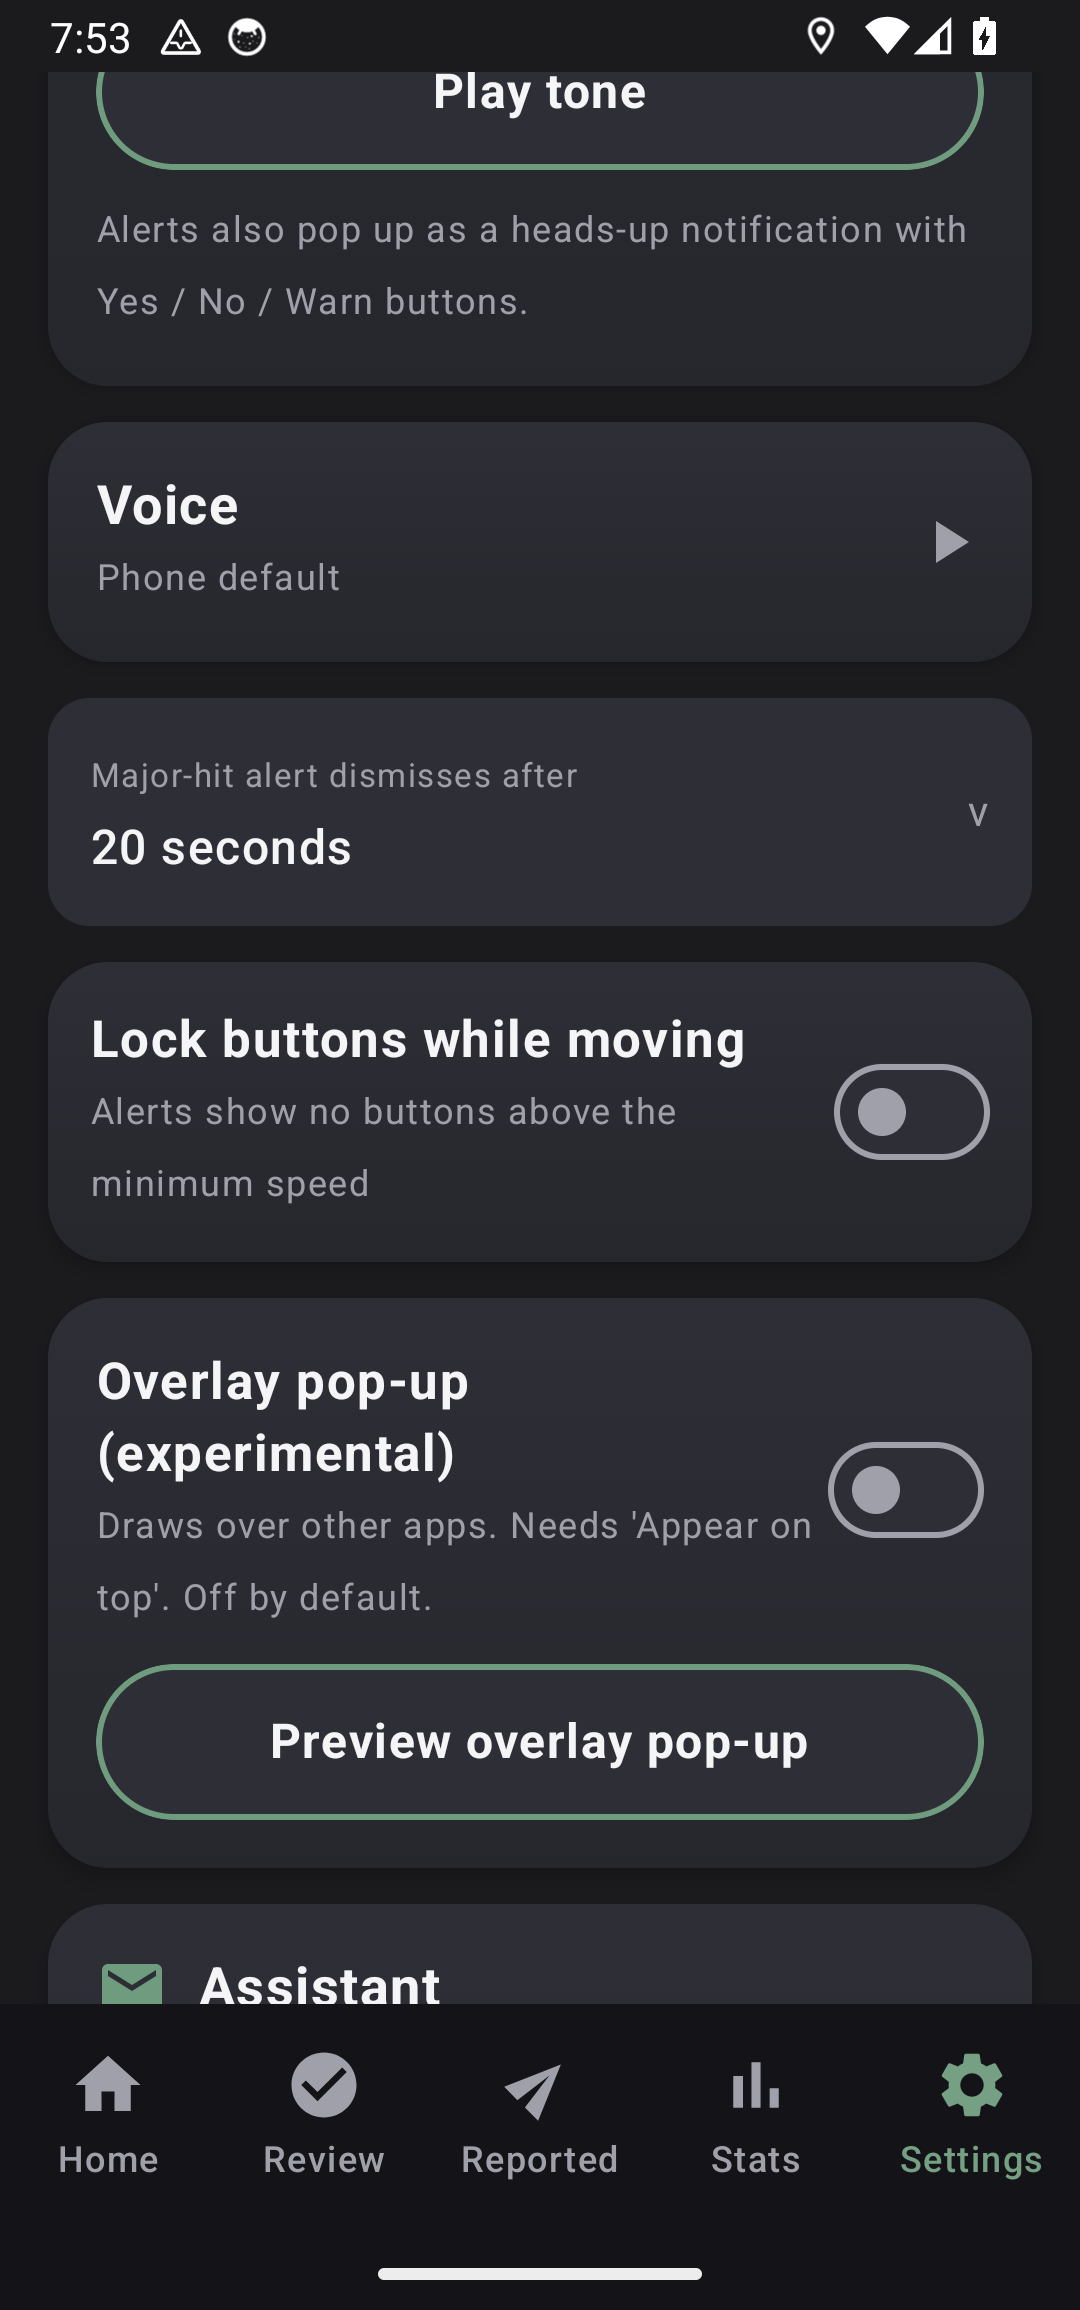 7:53
Play tone
Alerts also pop up as a heads-up notification with
Yes / No / Warn buttons.
Voice
Phone default
Major-hit alert dismisses after
20 seconds
v
Lock buttons while moving
Alerts show no buttons above the
minimum speed
Overlay pop-up
(experimental)
Draws over other apps. Needs 'Appear on
top'. Off by default.
Preview overlay pop-up
Assistant
Home Review Reported Stats Settings